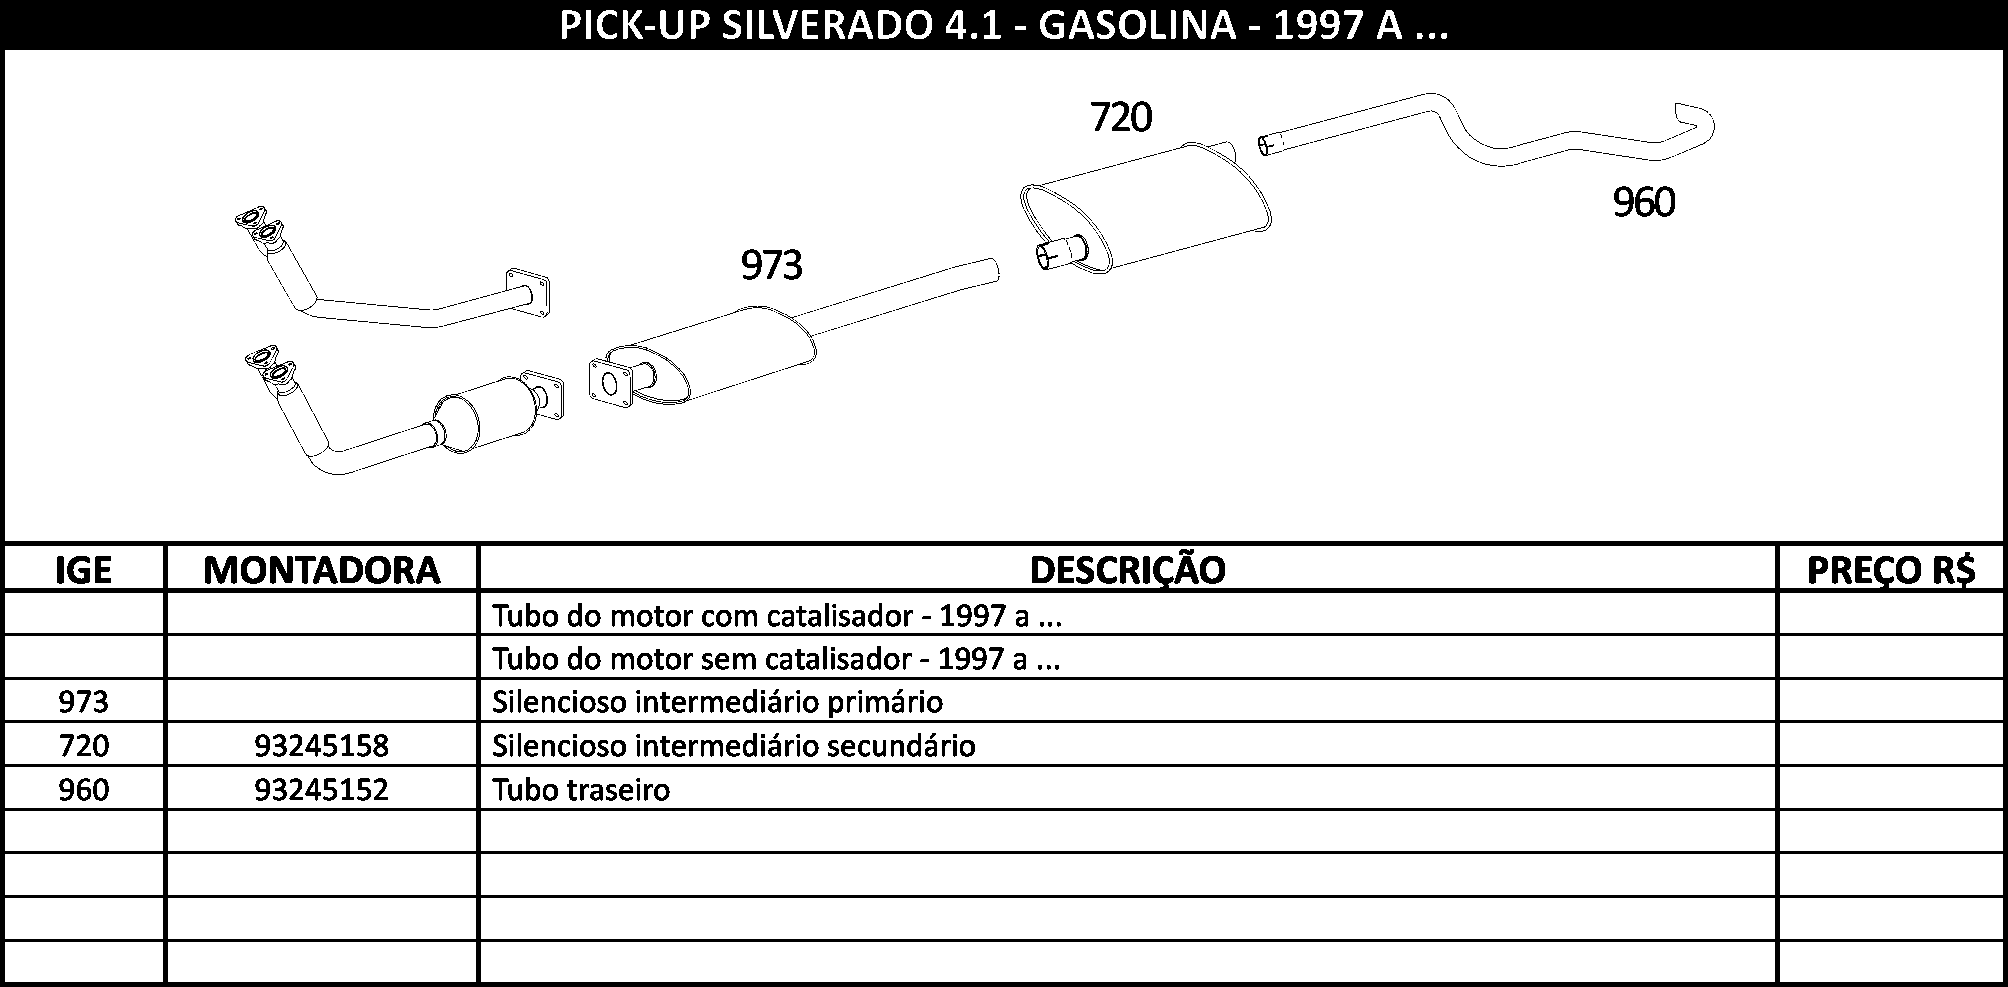 PICK-UP SILVERADO 4.1 - GASOLINA - 1997 A ...
720
960
973
IGE MONTADORA DESCRIÇÃO PREÇO R$
Tubo do motor com catalisador - 1997 a ...
Tubo do motor sem catalisador - 1997 a ...
973 Silencioso intermediário primário
720 93245158 Silencioso intermediário secundário
960 93245152 Tubo traseiro